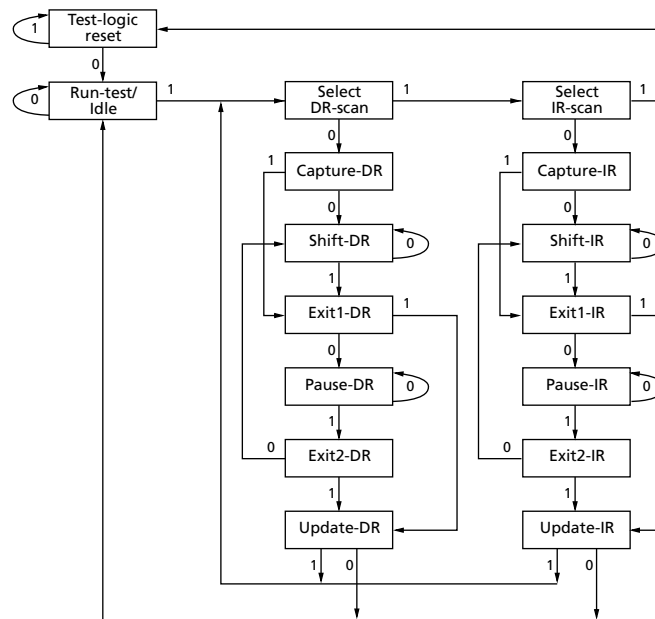 Test-logic
reset
1
0
Run-test/
Idle
0
1
Select
DR-scan
1
Select
IR-scan
1
0
0
1
Capture-DR
1
Capture-IR
0
0
Shift-DR
0
Shift-IR
0
1
1
Exit1-DR
1
Exit1-IR
1
0
0
Pause-DR
0
Pause-IR
0
1
1
0
Exit2-DR
0
Exit2-IR
1
1
Update-DR
Update-IR
1
0
1
0